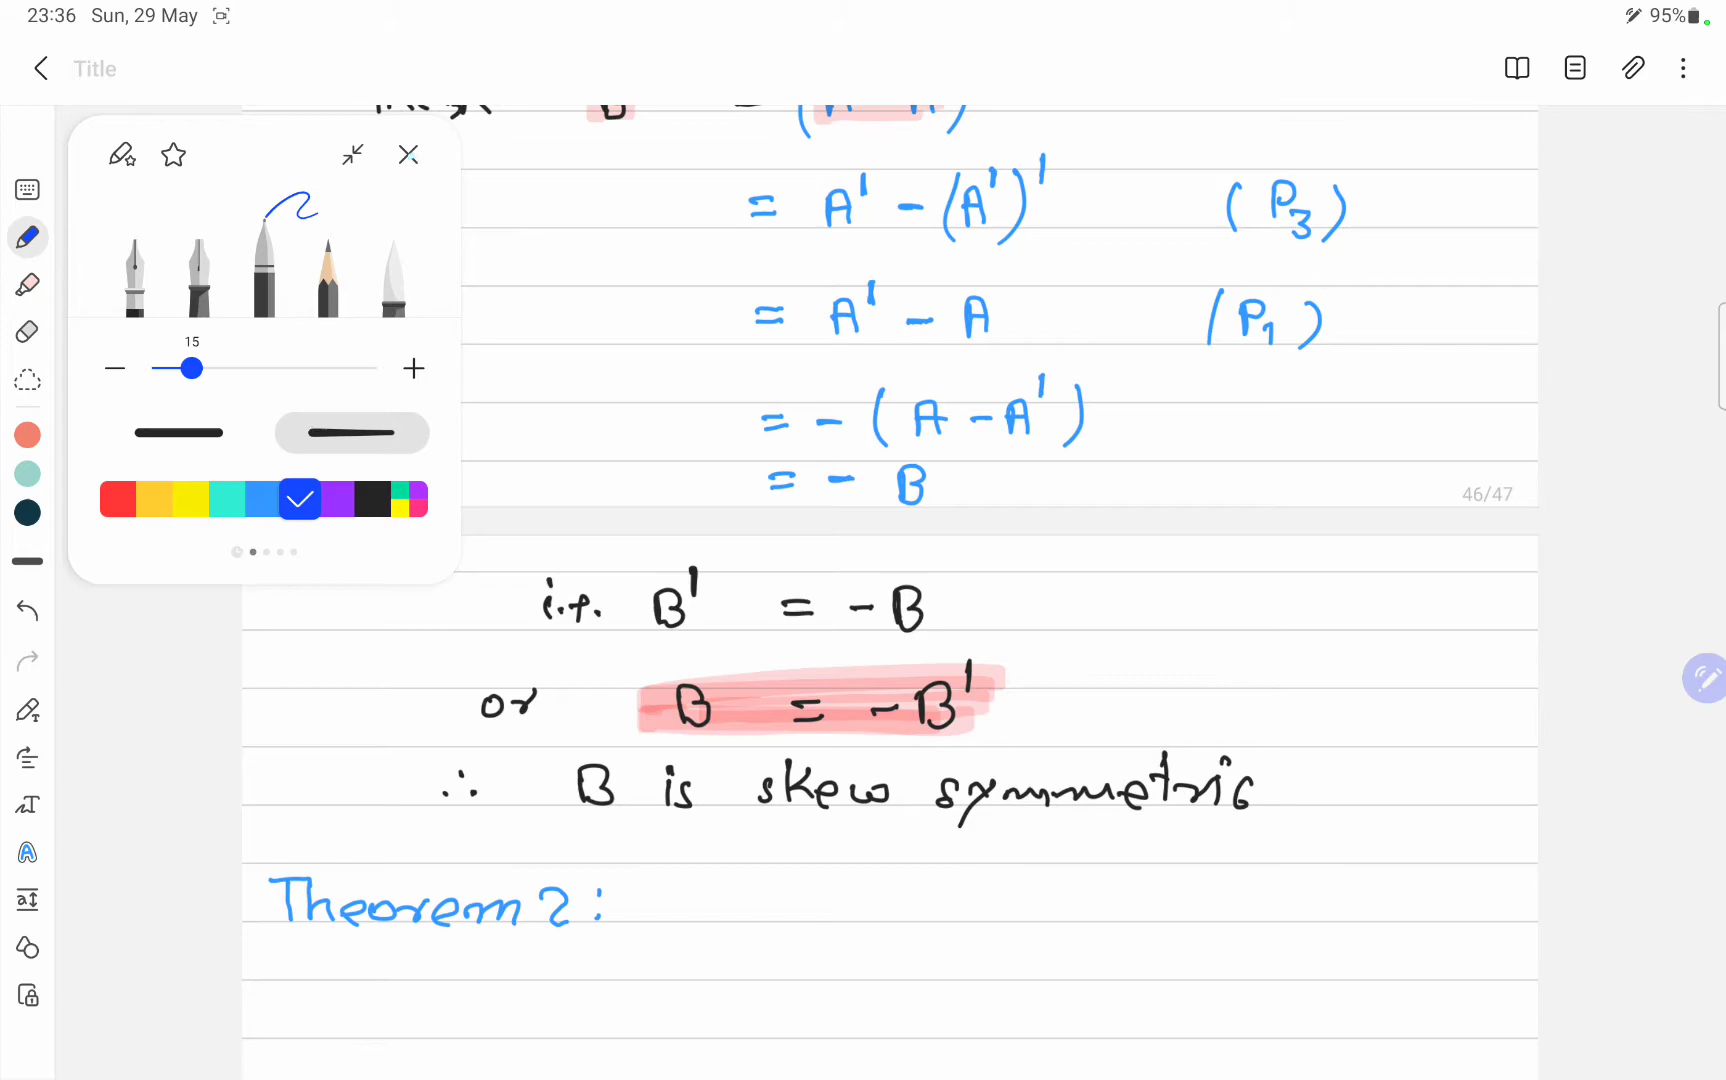 23:36 Sun, 29 May 95%
Title
= A' - (A')' (P3)
= A' - A (P1)
15
= - (A - A')
= - B
46/47
i.e. B' = -B
or B = -B'
∴ B is skew symmetric
Theorem 2: